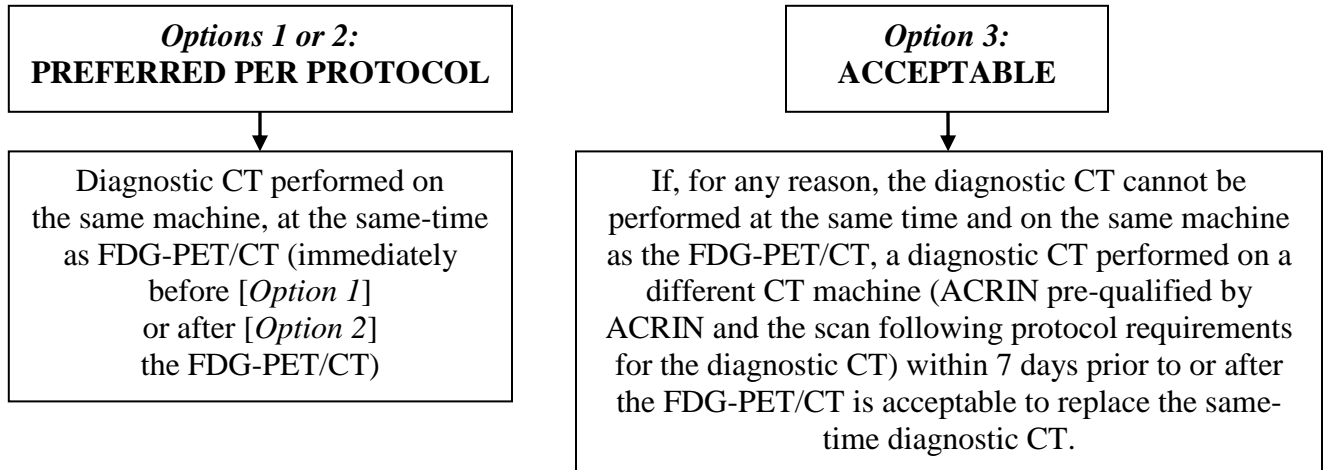 Options 1 or 2:
PREFERRED PER PROTOCOL
Diagnostic CT performed on
the same machine, at the same-time
as FDG-PET/CT (immediately
before [Option 1]
or after [Option 2]
the FDG-PET/CT)
Option 3:
ACCEPTABLE
If, for any reason, the diagnostic CT cannot be
performed at the same time and on the same machine
as the FDG-PET/CT, a diagnostic CT performed on a
different CT machine (ACRIN pre-qualified by
ACRIN and the scan following protocol requirements
for the diagnostic CT) within 7 days prior to or after
the FDG-PET/CT is acceptable to replace the same-
time diagnostic CT.